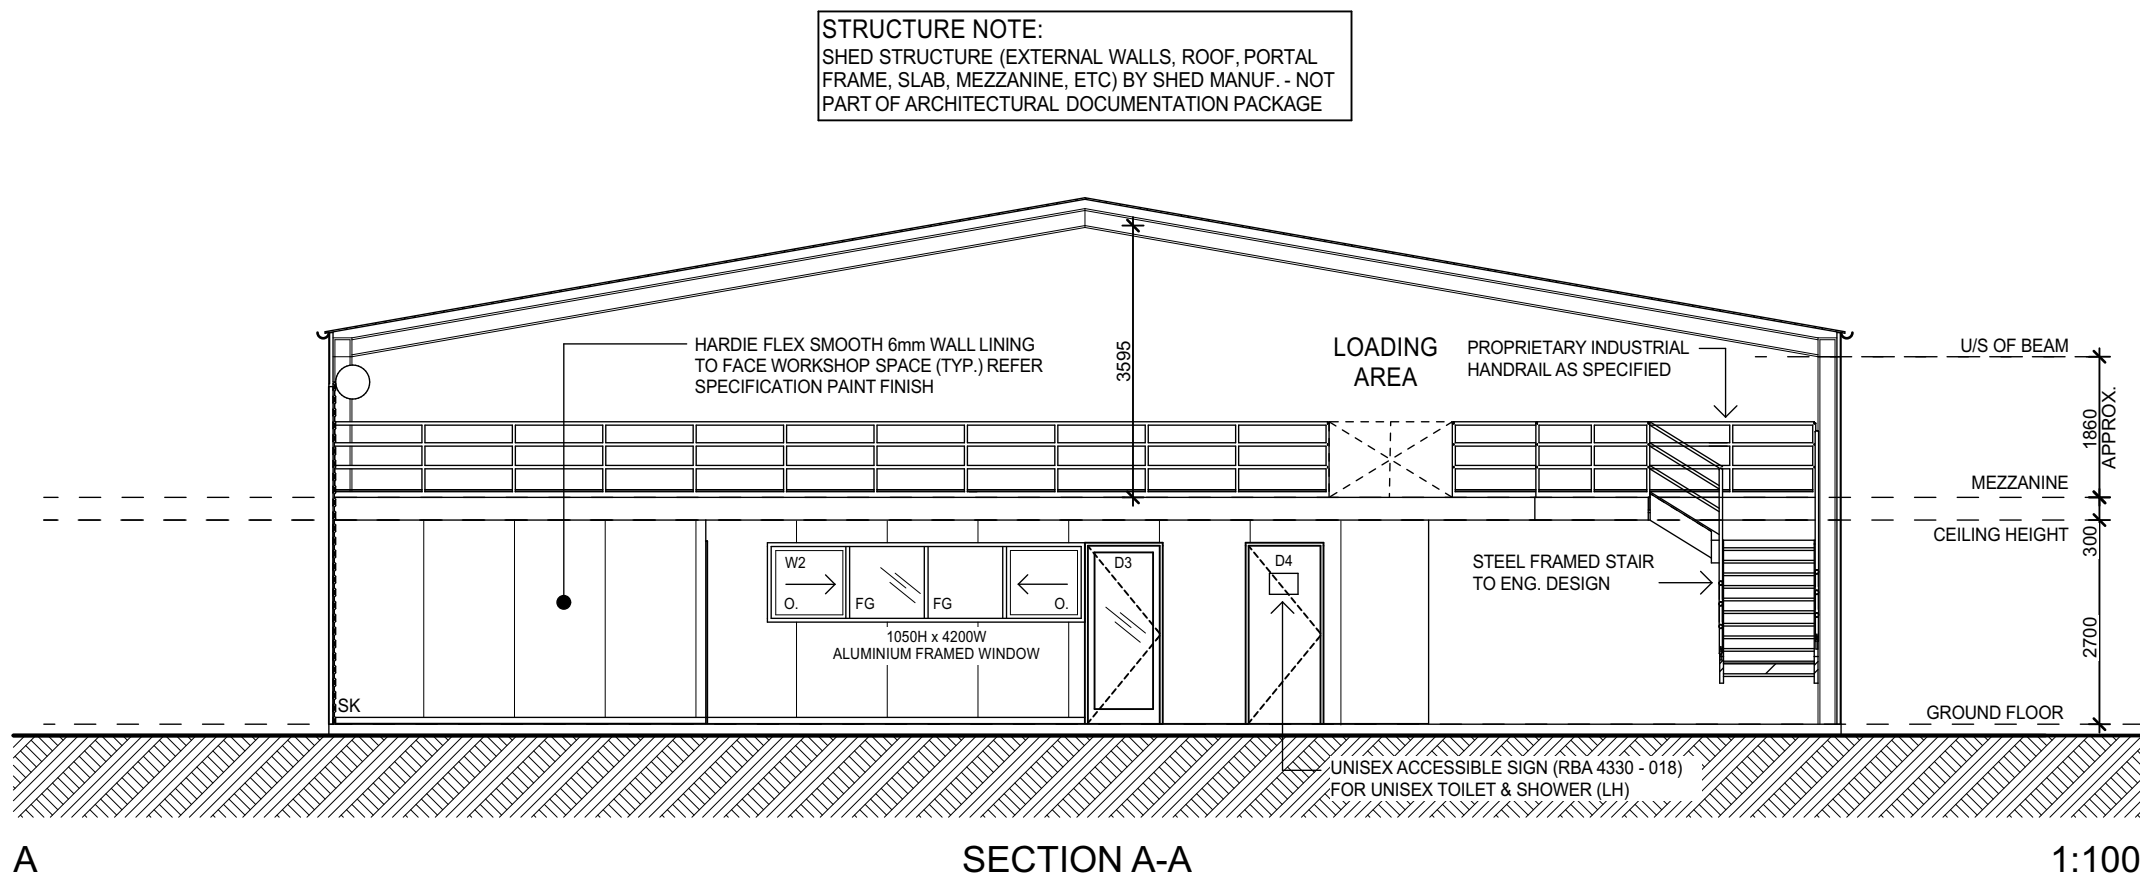 STRUCTURE NOTE:
SHED STRUCTURE (EXTERNAL WALLS, ROOF, PORTAL
FRAME, SLAB, MEZZANINE, ETC) BY SHED MANUF. - NOT
PART OF ARCHITECTURAL DOCUMENTATION PACKAGE
HARDIE FLEX SMOOTH 6mm WALL LINING
TO FACE WORKSHOP SPACE (TYP.) REFER
SPECIFICATION PAINT FINISH
3595
LOADING
AREA
PROPRIETARY INDUSTRIAL
HANDRAIL AS SPECIFIED
U/S OF BEAM
1860
APPROX.
MEZZANINE
CEILING HEIGHT
300
W2
O.
FG
FG
O.
1050H x 4200W
ALUMINIUM FRAMED WINDOW
D3
D4
STEEL FRAMED STAIR
TO ENG. DESIGN
2700
SK
GROUND FLOOR
UNISEX ACCESSIBLE SIGN (RBA 4330 - 018)
FOR UNISEX TOILET & SHOWER (LH)
A
SECTION A-A
1:100